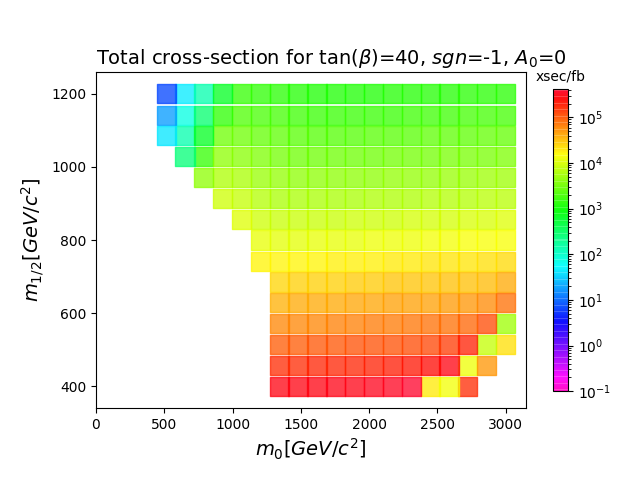 Total cross-section for tan(β)=40, sgn=-1, A₀=0
xsec/fb
m₁/₂[GeV/c²]
1200
1000
800
600
400
0 500 1000 1500 2000 2500 3000
m₀[GeV/c²]
10⁵
10⁴
10³
10²
10¹
10⁰
10⁻¹